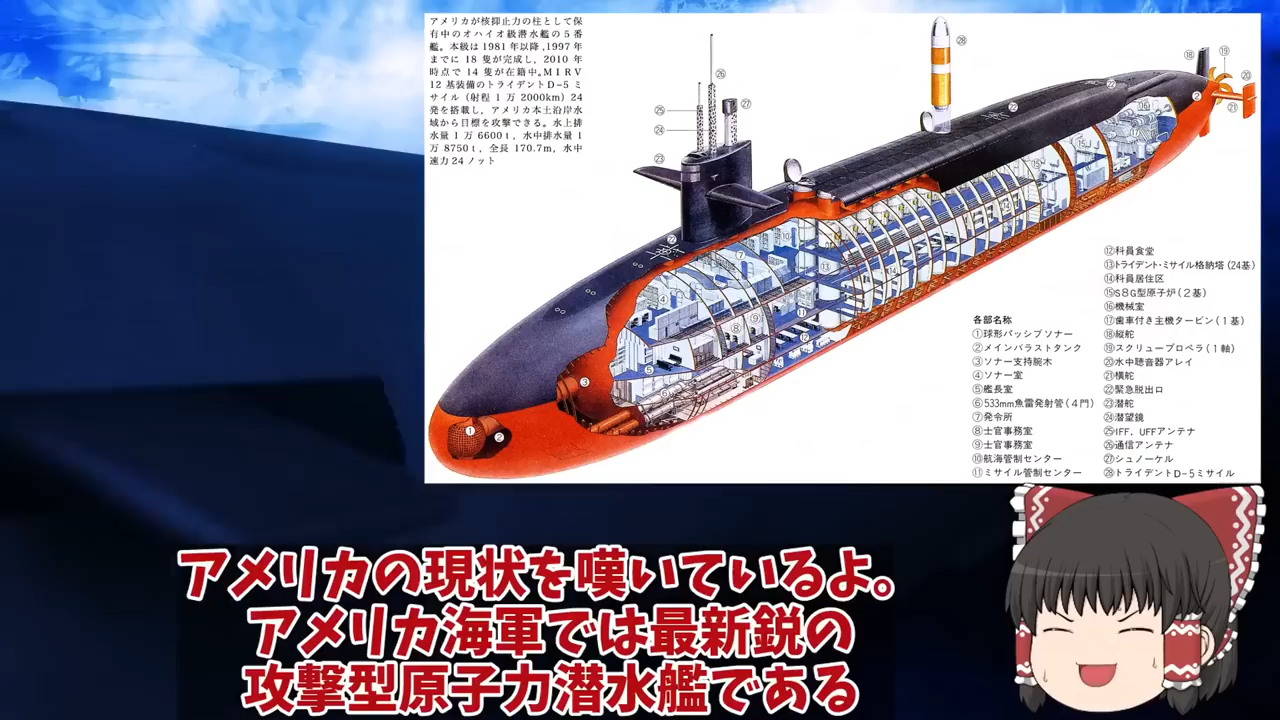 アメリカが核抑止力の柱として保
有中のオハイオ級潜水艦の5番
艦。本級は1981年以降,1997年
までに18隻が完成し, 2010年
時点で14隻が在籍中。MIRV
12基装備のトライデントD-5ミ
サイル(射程1万2000km)24
発を搭載し, アメリカ本土沿岸水
域から目標を攻撃できる。水上排
水量1万6600t, 水中排水量1
万8750t, 全長170.7m, 水中
速力24ノット
各部名称
①球形パッシブソナー
②メインバラストタンク
③ソナー支持腕木
④ソナー室
⑤艦長室
⑥533mm魚雷発射管(4門)
⑦発令所
⑧士官事務室
⑨士官事務室
⑩航海管制センター
⑪ミサイル管制センター
⑫科員食堂
⑬トライデント・ミサイル格納塔(24基)
⑭科員居住区
⑮S8G型原子炉(2基)
⑯機械室
⑰歯車付き主機タービン(1基)
⑱縦舵
⑲スクリュープロペラ(1軸)
⑳水中聴音器アレイ
㉑横舵
㉒緊急脱出口
㉓潜舵
㉔潜望鏡
㉕IFF, UFFアンテナ
㉖通信アンテナ
㉗シュノーケル
㉘トライデントD-5ミサイル
アメリカの現状を嘆いているよ。
アメリカ海軍では最新鋭の
攻撃型原子力潜水艦である